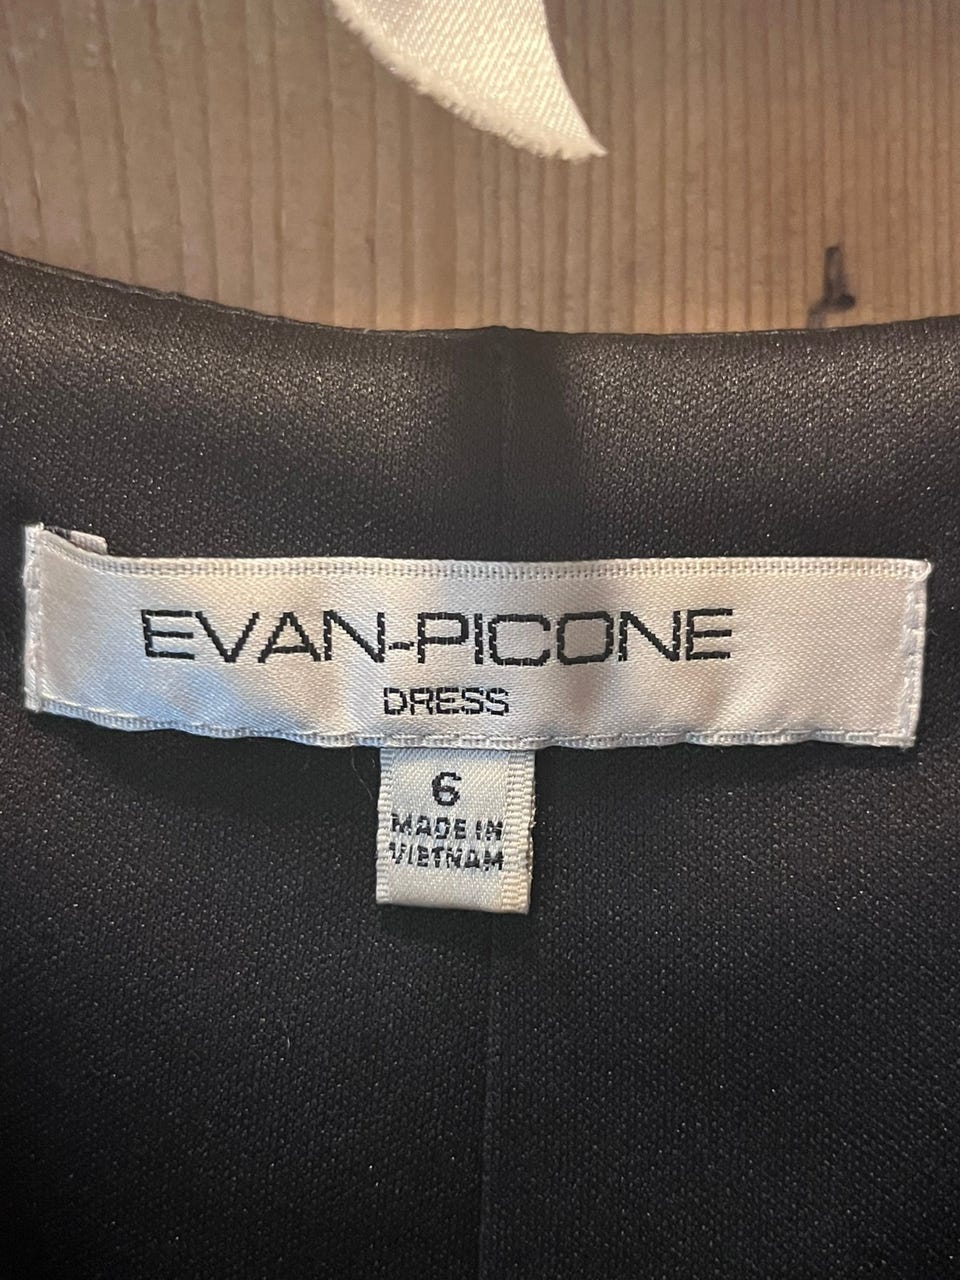 EVAN-PICONE
DRESS
6
MADE IN
VIETNAM